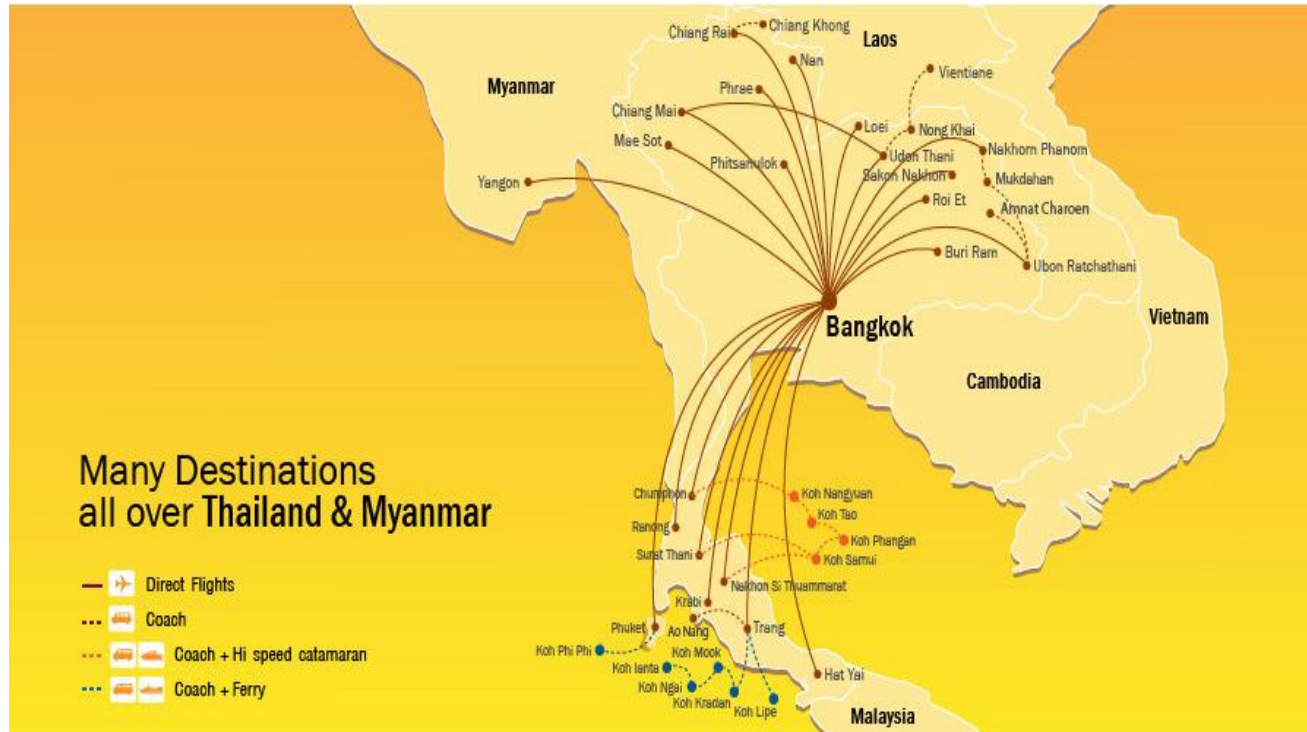 Chiang Rai
Chiang Khong
Laos
Nan
Myanmar
Vientiane
Phrae
Chiang Mai
Loei
Nong Khai
Mae Sot
Phitsanulok
Udon Thani
Nakhorn Phanom
Sakon Nakhon
Yangon
Mukdahan
Roi Et
Amnat Charoen
Buri Ram
Ubon Ratchathani
Bangkok
Vietnam
Cambodia
Many Destinations
all over Thailand & Myanmar
Chumphon
Koh Nangyuan
Koh Tao
Ranong
Koh Phangan
Surat Thani
Koh Samui
Nakhon Si Thuammarat
Krabi
Phuket
Ao Nang
Trang
Koh Phi Phi
Koh Mook
Koh lanta
Koh Ngai
Koh Kradan
Koh Lipe
Hat Yai
Malaysia
Direct Flights
Coach
Coach + Hi speed catamaran
Coach + Ferry